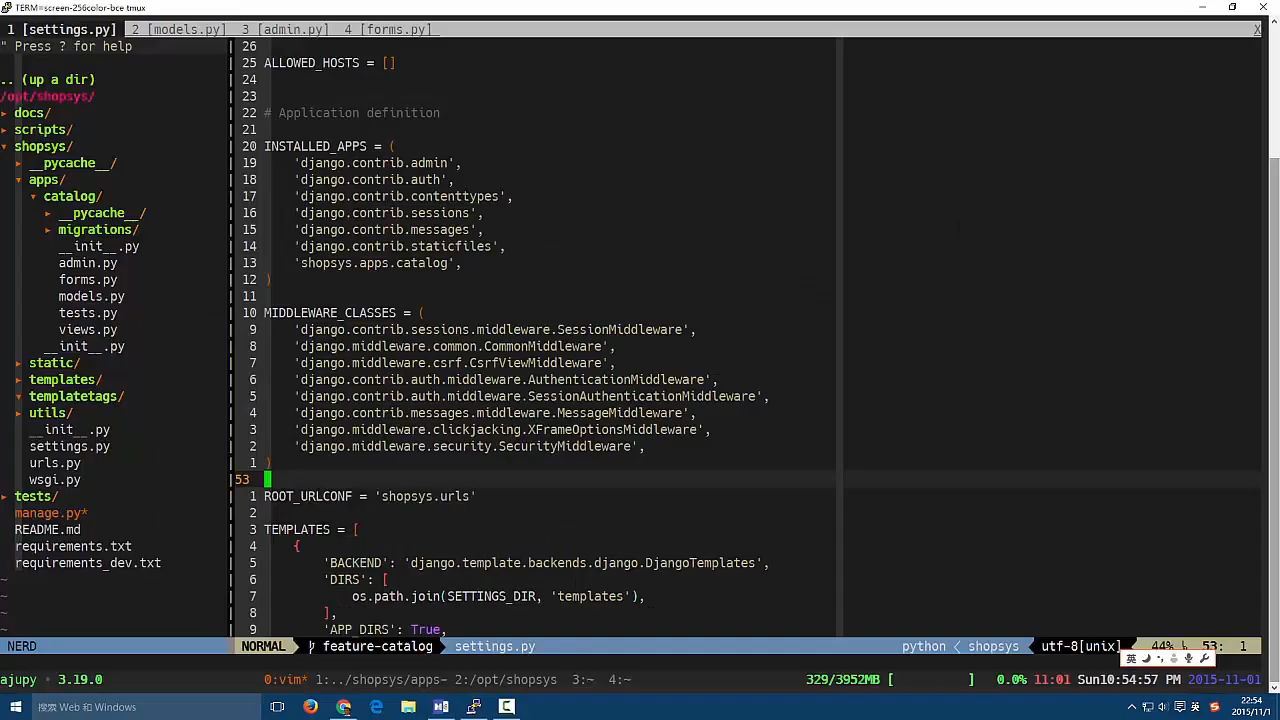 TERM=screen-256color-bce tmux
1 [settings.py] 2 [models.py] 3 [admin.py] 4 [forms.py] X
" Press ? for help
.. (up a dir)
/opt/shopsys/
▸ docs/
▸ scripts/
▾ shopsys/
▸ __pycache__/
▾ apps/
▾ catalog/
▸ __pycache__/
▸ migrations/
__init__.py
admin.py
forms.py
models.py
tests.py
views.py
__init__.py
▸ static/
▸ templates/
▾ templatetags/
▸ utils/
__init__.py
settings.py
urls.py
wsgi.py
▸ tests/
manage.py*
README.md
requirements.txt
requirements_dev.txt
~
~
~
~
26
25 ALLOWED_HOSTS = []
24
23
22 # Application definition
21
20 INSTALLED_APPS = (
19 'django.contrib.admin',
18 'django.contrib.auth',
17 'django.contrib.contenttypes',
16 'django.contrib.sessions',
15 'django.contrib.messages',
14 'django.contrib.staticfiles',
13 'shopsys.apps.catalog',
12 )
11
10 MIDDLEWARE_CLASSES = (
9 'django.contrib.sessions.middleware.SessionMiddleware',
8 'django.middleware.common.CommonMiddleware',
7 'django.middleware.csrf.CsrfViewMiddleware',
6 'django.contrib.auth.middleware.AuthenticationMiddleware',
5 'django.contrib.auth.middleware.SessionAuthenticationMiddleware',
4 'django.contrib.messages.middleware.MessageMiddleware',
3 'django.middleware.clickjacking.XFrameOptionsMiddleware',
2 'django.middleware.security.SecurityMiddleware',
1 )
53
1 ROOT_URLCONF = 'shopsys.urls'
2
3 TEMPLATES = [
4 {
5 'BACKEND': 'django.template.backends.django.DjangoTemplates',
6 'DIRS': [
7 os.path.join(SETTINGS_DIR, 'templates'),
8 ],
9 'APP_DIRS': True,
NERD NORMAL feature-catalog settings.py python < shopsys utf-8[unix] 44% 53: 1
英
ajupy · 3.19.0 0:vim* 1:../shopsys/apps- 2:/opt/shopsys 3:~ 4:~ 329/3952MB [ ] 0.0% 11:01 Sun10:54:57 PM 2015-11-01
搜索 Web 和 Windows
英
22:54
2015/11/1